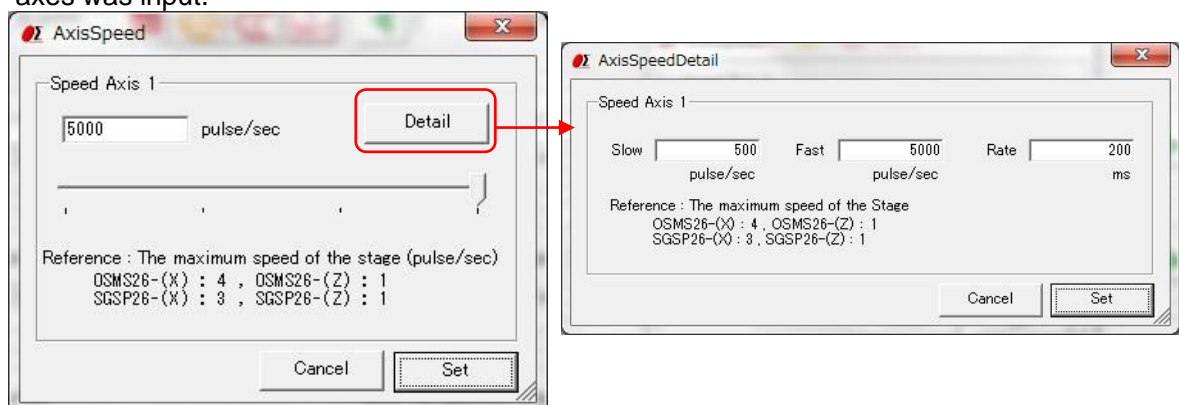 axes was input.
AxisSpeed
Speed Axis 1
5000 pulse/sec Detail
Reference : The maximum speed of the stage (pulse/sec)
OSMS26-(X) : 4 , OSMS26-(Z) : 1
SGSP26-(X) : 3 , SGSP26-(Z) : 1
Cancel Set
AxisSpeedDetail
Speed Axis 1
Slow 500 Fast 5000 Rate 200
pulse/sec pulse/sec ms
Reference : The maximum speed of the Stage
OSMS26-(X) : 4 , OSMS26-(Z) : 1
SGSP26-(X) : 3 , SGSP26-(Z) : 1
Cancel Set